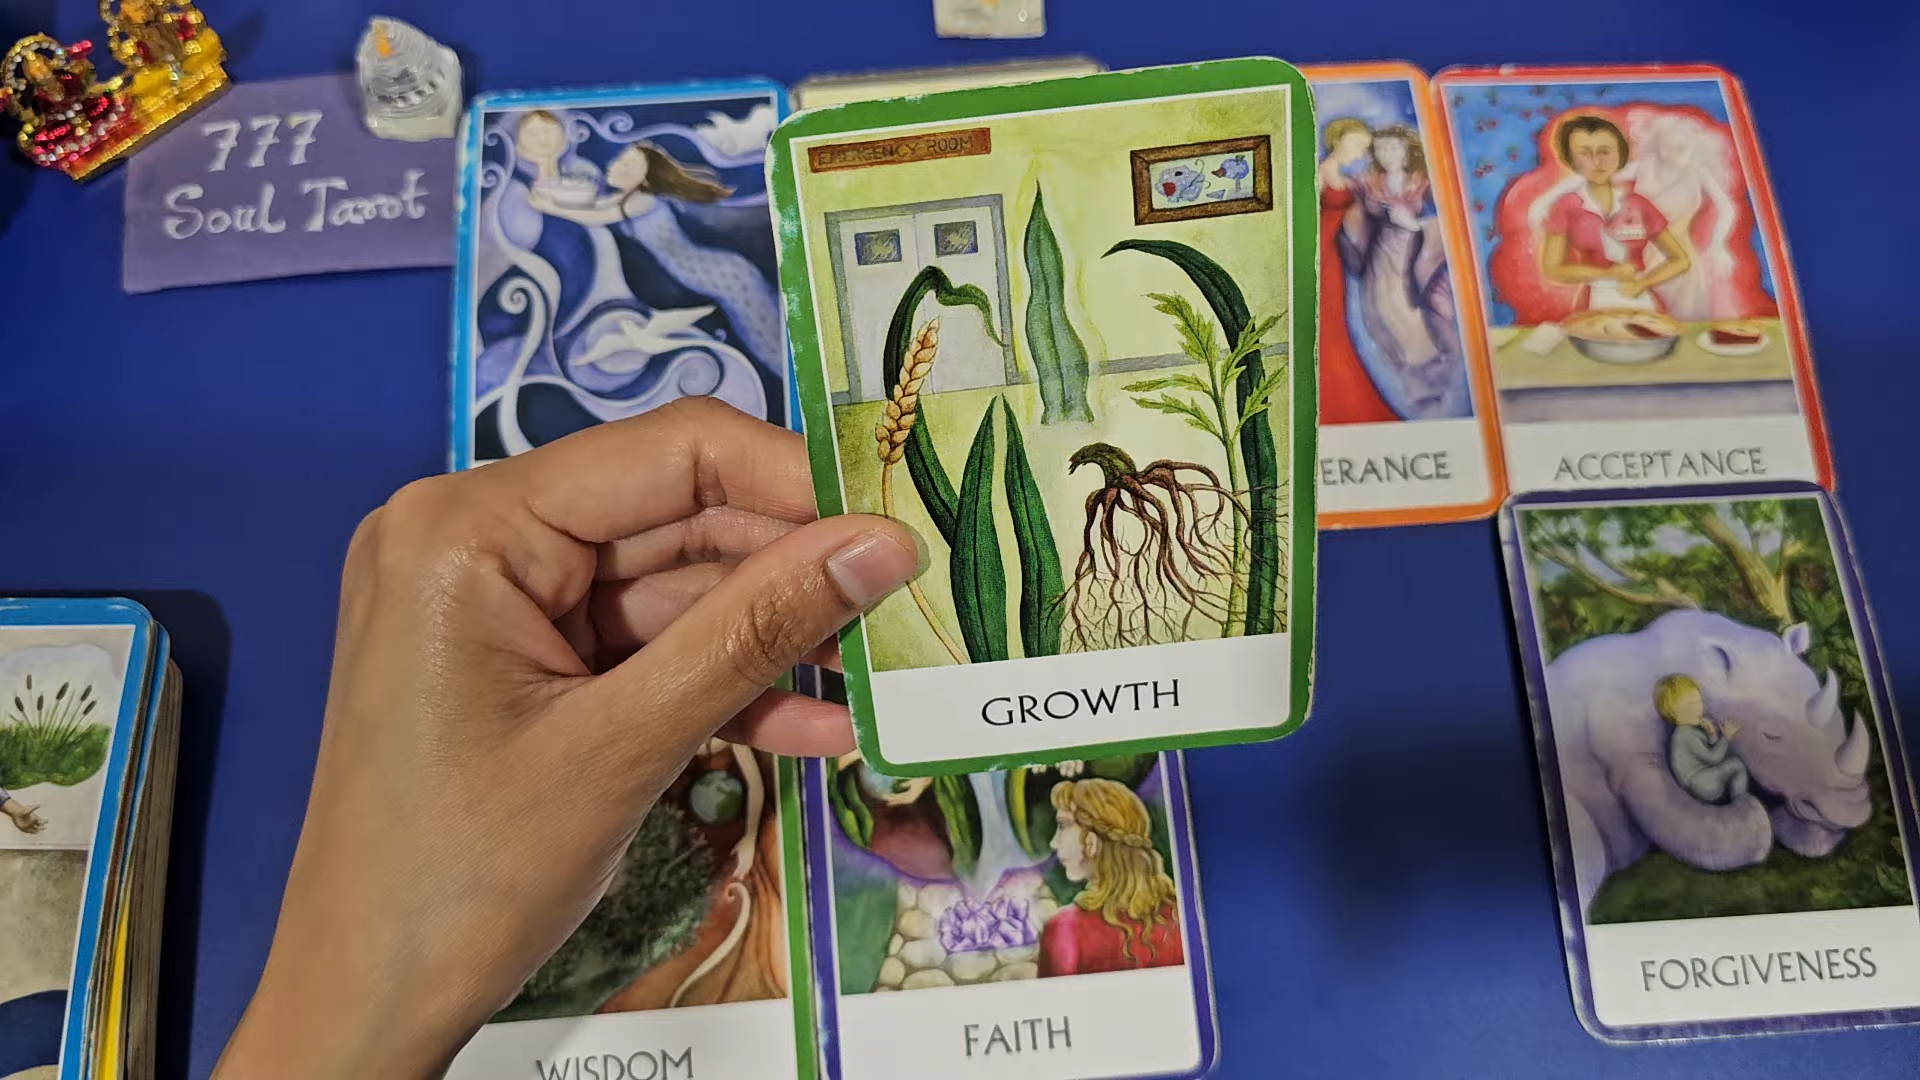 777
Soul Tarot
EMERGENCY ROOM
GROWTH
ERANCE
ACCEPTANCE
FORGIVENESS
WISDOM
FAITH